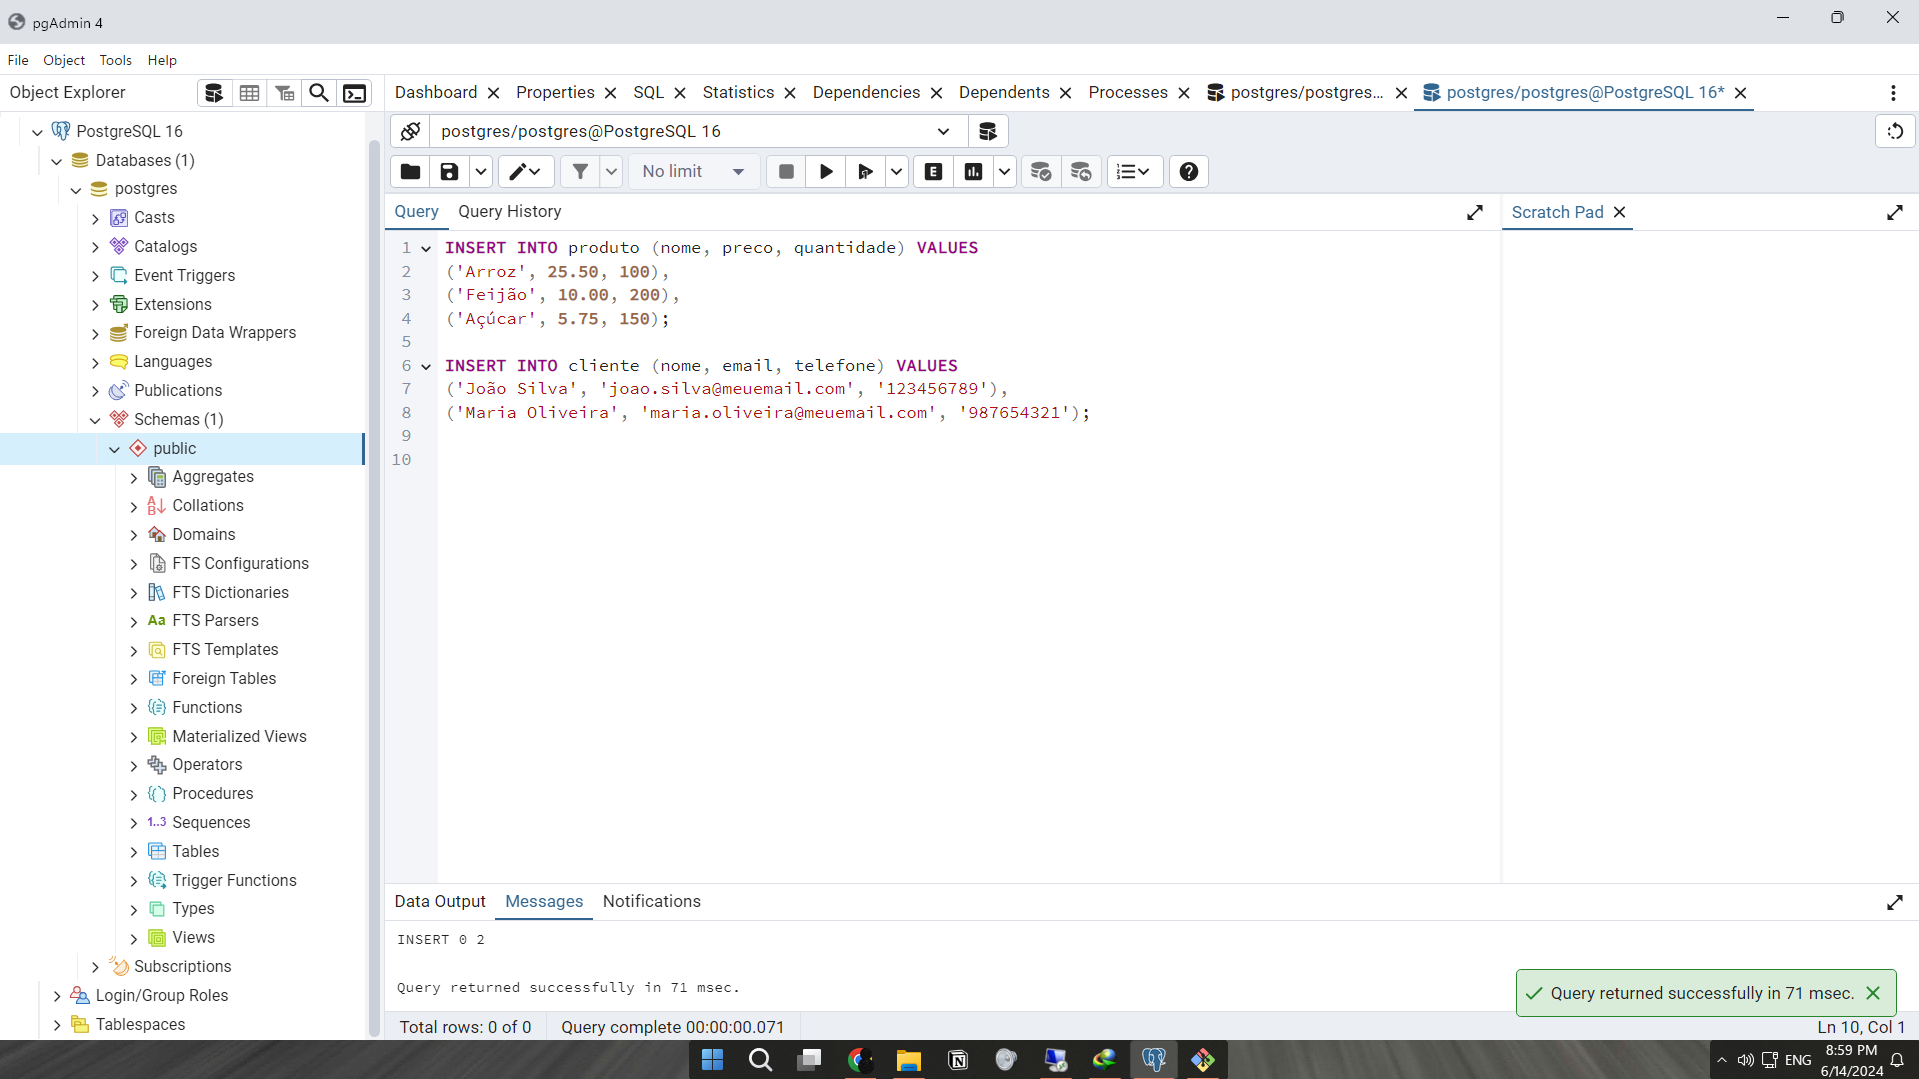 pgAdmin 4
File Object Tools Help
Object Explorer
Dashboard Properties SQL Statistics Dependencies Dependents Processes postgres/postgres... postgres/postgres@PostgreSQL 16*
PostgreSQL 16
Databases (1)
postgres
Casts
Catalogs
Event Triggers
Extensions
Foreign Data Wrappers
Languages
Publications
Schemas (1)
public
Aggregates
Collations
Domains
FTS Configurations
FTS Dictionaries
Aa FTS Parsers
FTS Templates
Foreign Tables
Functions
Materialized Views
Operators
Procedures
1..3 Sequences
Tables
Trigger Functions
Types
Views
Subscriptions
Login/Group Roles
Tablespaces
postgres/postgres@PostgreSQL 16
No limit
E
Query Query History
Scratch Pad
1 INSERT INTO produto (nome, preco, quantidade) VALUES
2 ('Arroz', 25.50, 100),
3 ('Feijão', 10.00, 200),
4 ('Açúcar', 5.75, 150);
5
6 INSERT INTO cliente (nome, email, telefone) VALUES
7 ('João Silva', 'joao.silva@meuemail.com', '123456789'),
8 ('Maria Oliveira', 'maria.oliveira@meuemail.com', '987654321');
9
10
Data Output Messages Notifications
INSERT 0 2
Query returned successfully in 71 msec.
Query returned successfully in 71 msec.
Total rows: 0 of 0 Query complete 00:00:00.071
Ln 10, Col 1
ENG
8:59 PM
6/14/2024